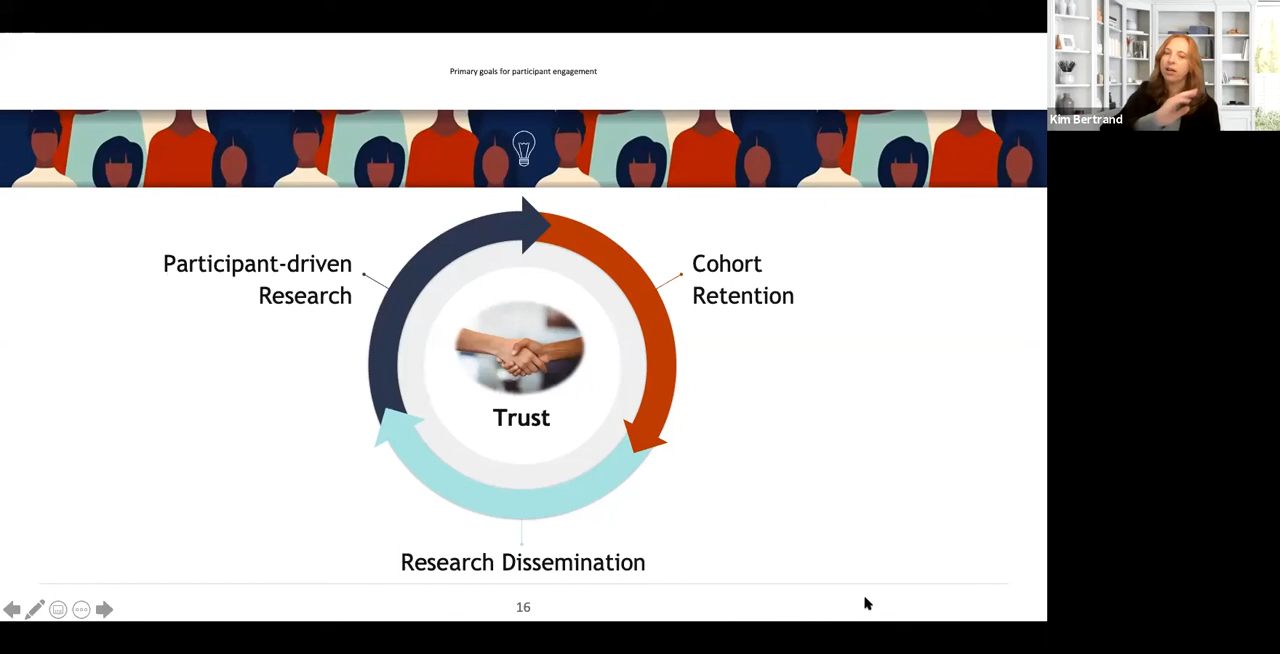 Primary goals for participant engagement
Kim Bertrand
Participant-driven
Research
Cohort
Retention
Trust
Research Dissemination
16